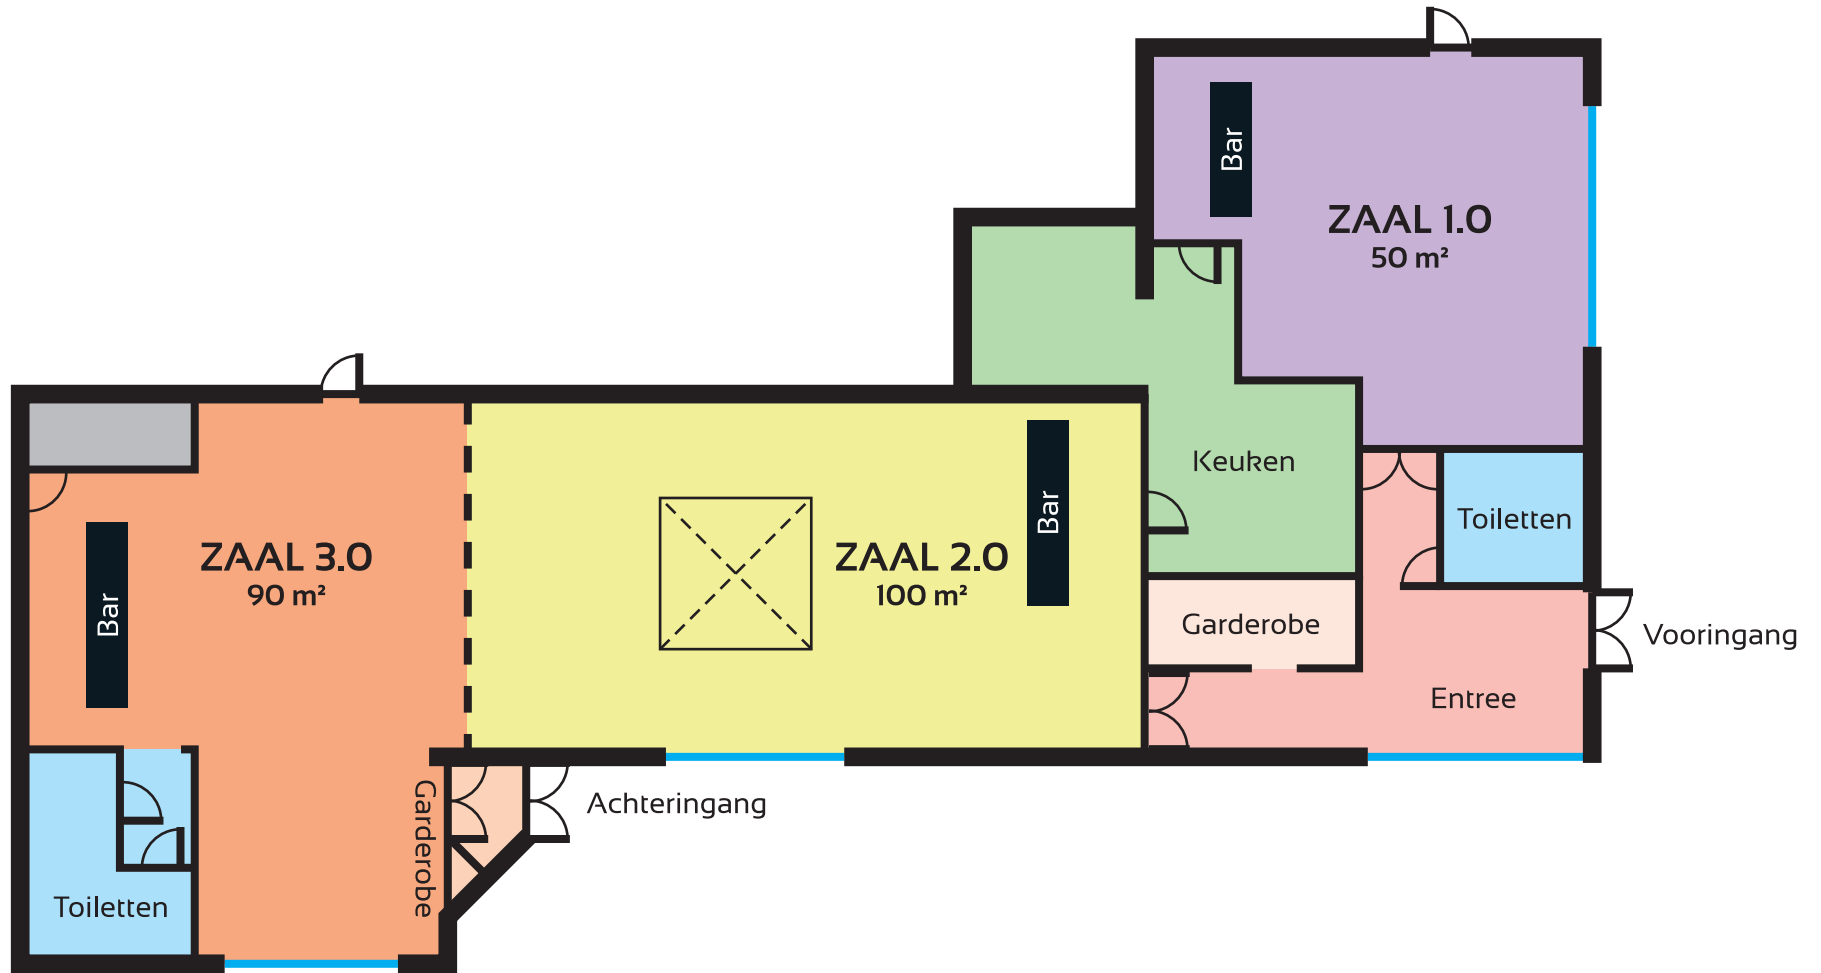 Bar
ZAAL 1.0
50 m²
Keuken
Toiletten
Bar
ZAAL 2.0
100 m²
ZAAL 3.0
90 m²
Bar
Garderobe
Vooringang
Entree
Garderobe
Achteringang
Toiletten